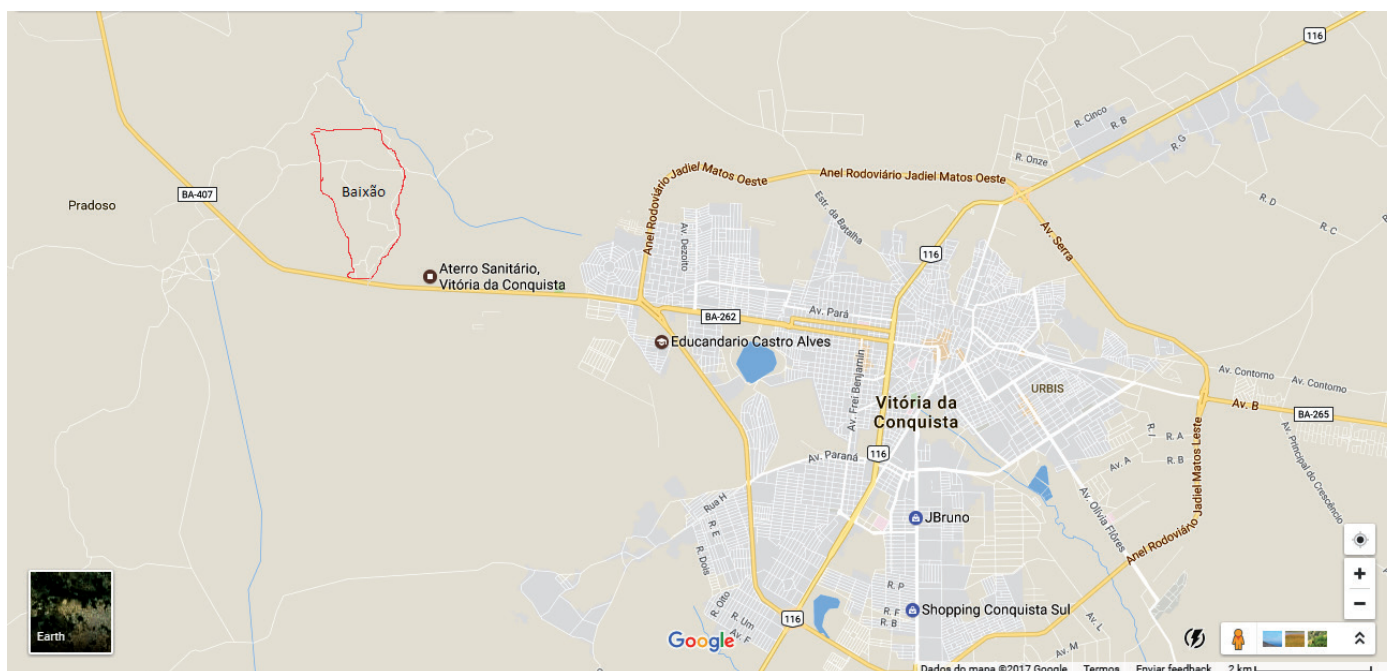 116
R. Cinco
R. B
R. G
R. Onze
Anel Rodoviário Jadiel Matos Oeste
Anel Rodoviário Jadiel Matos Oeste
Baixão
BA-407
Pradoso
Estr. da Batalha
R. D
R. C
Av. Serra
Av. Dezoito
116
Aterro Sanitário,
Vitória da Conquista
BA-262
Av. Pará
Educandario Castro Alves
Av. Frei Benjamin
URBIS
Av. Contorno
Av. Contorno
Vitória da
Conquista
Av. B
BA-265
R. I
R. A
R. B
Av. A
Av. Principal do Crescêncio
116
Av. Paraná
Rua H
Av. Olívia Flôres
Anel Rodoviário Jadiel Matos Leste
JBruno
R. E
R. Dois
R. P
R. F
R. B
Shopping Conquista Sul
R. Oito
R. Um
Av. F
116
Av. L
Av. M
Earth
Google
Dados do mapa ©2017 Google Termos Enviar feedback 2 km